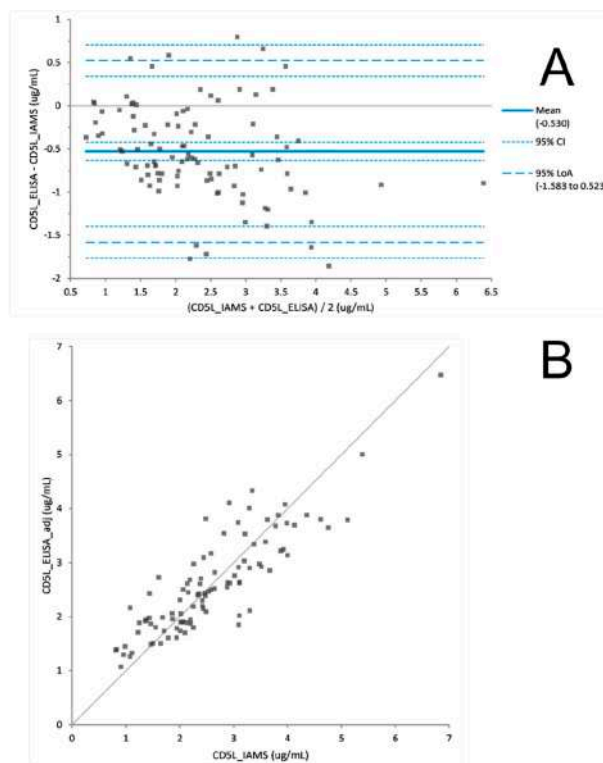 A
1
0.5
0
-0.5
-1
-1.5
-2
CD5L_ELISA - CD5L_IAMS (ug/mL)
0.5 1 1.5 2 2.5 3 3.5 4 4.5 5 5.5 6 6.5
(CD5L_IAMS + CD5L_ELISA) / 2 (ug/mL)
Mean
(-0.530)
95% CI
95% LoA
(-1.583 to 0.523
B
7
6
5
4
3
2
1
0
CD5L_ELISA_adj (ug/mL)
0 1 2 3 4 5 6 7
CD5L_IAMS (ug/mL)